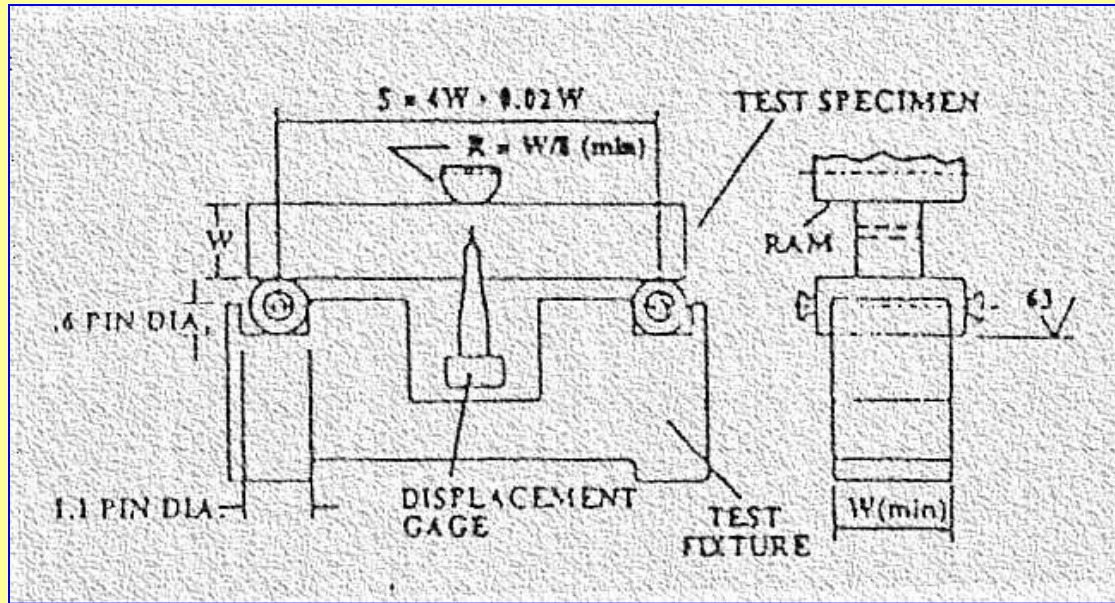 S = 4W · 0.02W
TEST SPECIMEN
R = W/8 (min)
W
RAM
.6 PIN DIA.
63
1.1 PIN DIA.
DISPLACEMENT
GAGE
TEST
FIXTURE
W(min)